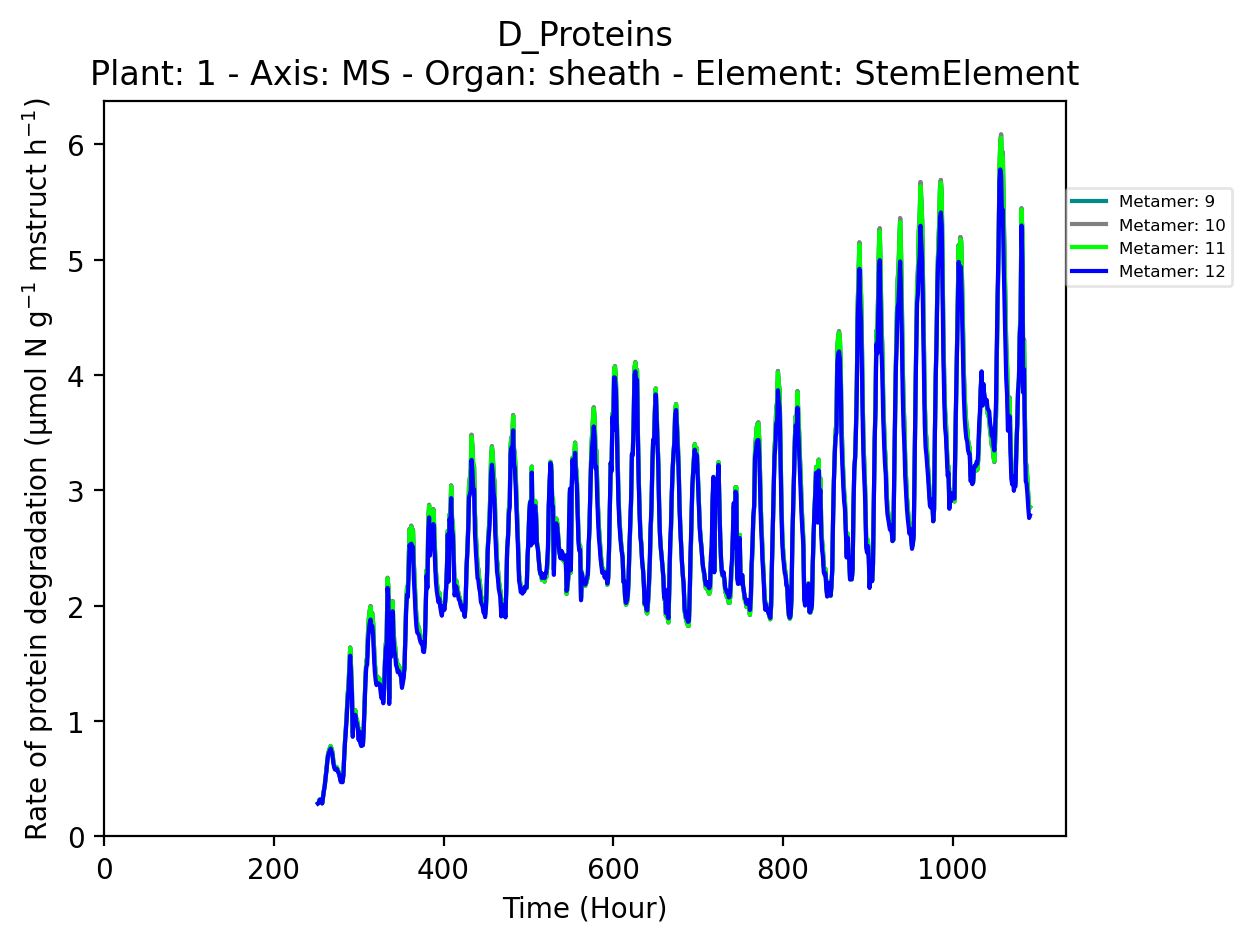 D_Proteins
Plant: 1 - Axis: MS - Organ: sheath - Element: StemElement
Rate of protein degradation (µmol N g⁻¹ mstruct h⁻¹)
6
5
4
3
2
1
0
0 200 400 600 800 1000
Time (Hour)
Metamer: 9
Metamer: 10
Metamer: 11
Metamer: 12